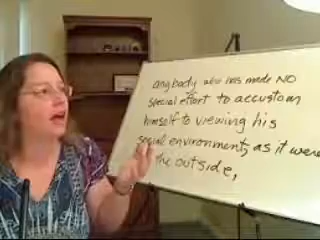 anybody who has made NO
special effort to accustom
himself to viewing his
social environment, as it were
the outside,